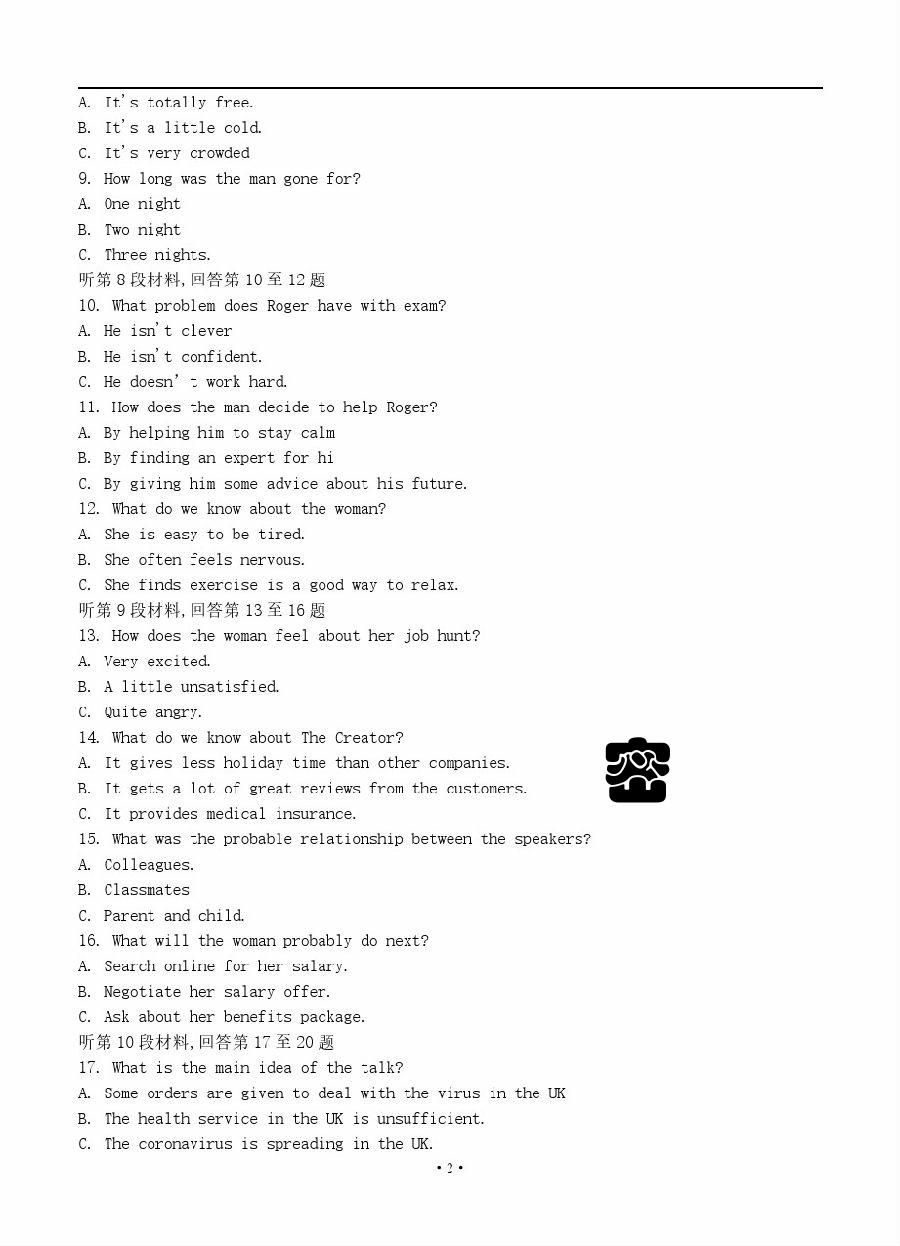 A. It's totally free.
B. It's a little cold.
C. It's very crowded
9. How long was the man gone for?
A. One night
B. Two night
C. Three nights.
听第8段材料,回答第10至12题
10. What problem does Roger have with exam?
A. He isn't clever
B. He isn't confident.
C. He doesn’t work hard.
11. How does the man decide to help Roger?
A. By helping him to stay calm
B. By finding an expert for hi
C. By giving him some advice about his future.
12. What do we know about the woman?
A. She is easy to be tired.
B. She often feels nervous.
C. She finds exercise is a good way to relax.
听第9段材料,回答第13至16题
13. How does the woman feel about her job hunt?
A. Very excited.
B. A little unsatisfied.
C. Quite angry.
14. What do we know about The Creator?
A. It gives less holiday time than other companies.
B. It gets a lot of great reviews from the customers.
C. It provides medical insurance.
15. What was the probable relationship between the speakers?
A. Colleagues.
B. Classmates
C. Parent and child.
16. What will the woman probably do next?
A. Search online for her salary.
B. Negotiate her salary offer.
C. Ask about her benefits package.
听第10段材料,回答第17至20题
17. What is the main idea of the talk?
A. Some orders are given to deal with the virus in the UK
B. The health service in the UK is unsufficient.
C. The coronavirus is spreading in the UK.
·2·